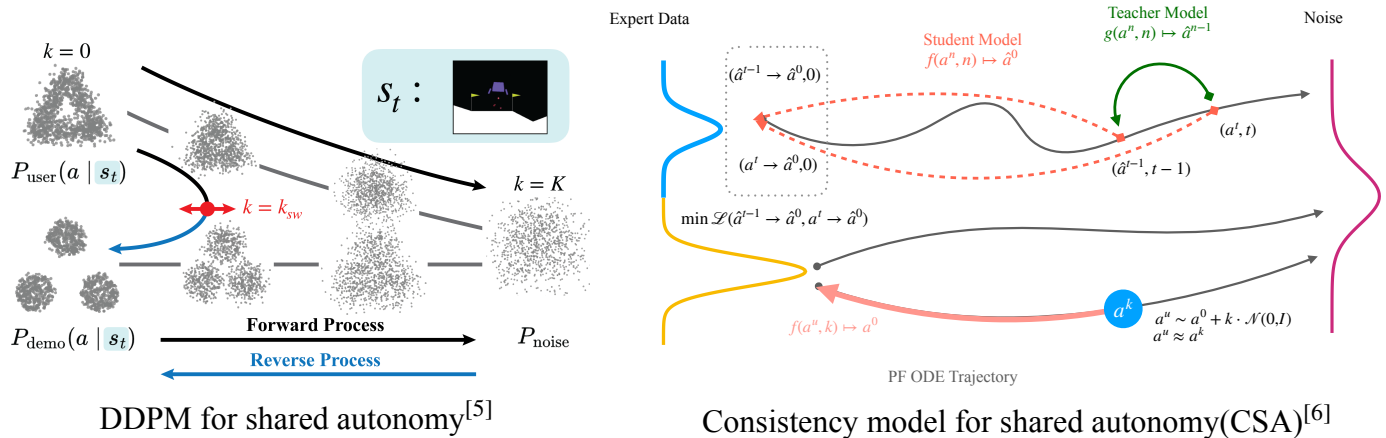 k = 0
s_t :
P_user(a | s_t)
k = k_sw
k = K
P_demo(a | s_t)
Forward Process
Reverse Process
P_noise
DDPM for shared autonomy[5]
Expert Data
Noise
Teacher Model
g(a^n, n) ↦ â^{n−1}
Student Model
f(a^n, n) ↦ â^0
(â^{t−1} → â^0,0)
(a^t → â^0,0)
(a^t, t)
(â^{t−1}, t − 1)
min ℒ(â^{t−1} → â^0, a^t → â^0)
a^k
f(a^u, k) ↦ a^0
a^u ∼ a^0 + k · 𝒩(0,I)
a^u ≈ a^k
PF ODE Trajectory
Consistency model for shared autonomy(CSA)[6]